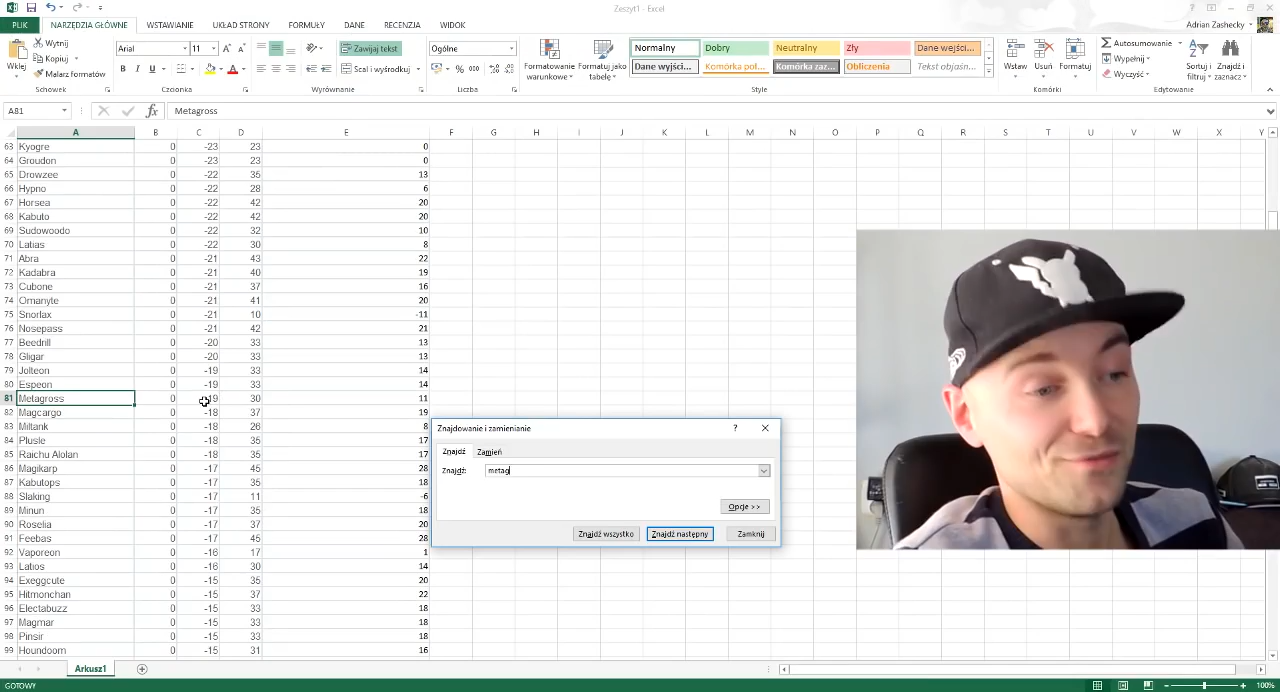 Zeszyt1 - Excel
PLIK NARZĘDZIA GŁÓWNE WSTAWIANIE UKŁAD STRONY FORMUŁY DANE RECENZJA WIDOK Adrian Zashecky
Wklej
Wytnij
Kopiuj
Malarz formatów
Schowek
Arial 11
B I U
Czcionka
Zawijaj tekst
Scal i wyśrodkuj
Wyrównanie
Ogólne
% 000
Liczba
Formatowanie warunkowe
Formatuj jako tabelę
Normalny Dobry Neutralny Zły Dane wejści...
Dane wyjści... Komórka poł... Komórka zaz... Obliczenia Tekst objaśn...
Style
Wstaw Usuń Formatuj
Komórki
Autosumowanie
Wypełnij
Wyczyść
Sortuj i filtruj
Znajdź i zaznacz
Edytowanie
A81 fx Metagross
A B C D E F G H I J K L M N O P Q R S T U V W X Y
63 Kyogre 0 -23 23 0
64 Groudon 0 -23 23 0
65 Drowzee 0 -22 35 13
66 Hypno 0 -22 28 6
67 Horsea 0 -22 42 20
68 Kabuto 0 -22 42 20
69 Sudowoodo 0 -22 32 10
70 Latias 0 -22 30 8
71 Abra 0 -21 43 22
72 Kadabra 0 -21 40 19
73 Cubone 0 -21 37 16
74 Omanyte 0 -21 41 20
75 Snorlax 0 -21 10 -11
76 Nosepass 0 -21 42 21
77 Beedrill 0 -20 33 13
78 Gligar 0 -20 33 13
79 Jolteon 0 -19 33 14
80 Espeon 0 -19 33 14
81 Metagross 0 -19 30 11
82 Magcargo 0 -18 37 19
83 Miltank 0 -18 26 8
84 Plusle 0 -18 35 17
85 Raichu Alolan 0 -18 35 17
86 Magikarp 0 -17 45 28
87 Kabutops 0 -17 35 18
88 Slaking 0 -17 11 -6
89 Minun 0 -17 35 18
90 Roselia 0 -17 37 20
91 Feebas 0 -17 45 28
92 Vaporeon 0 -16 17 1
93 Latios 0 -16 30 14
94 Exeggcute 0 -15 35 20
95 Hitmonchan 0 -15 37 22
96 Electabuzz 0 -15 33 18
97 Magmar 0 -15 33 18
98 Pinsir 0 -15 33 18
99 Houndoom 0 -15 31 16
Znajdowanie i zamienianie ?
Znajdź Zamień
Znajdź: metag
Opcje >>
Znajdź wszystko Znajdź następny Zamknij
Arkusz1
GOTOWY 100%